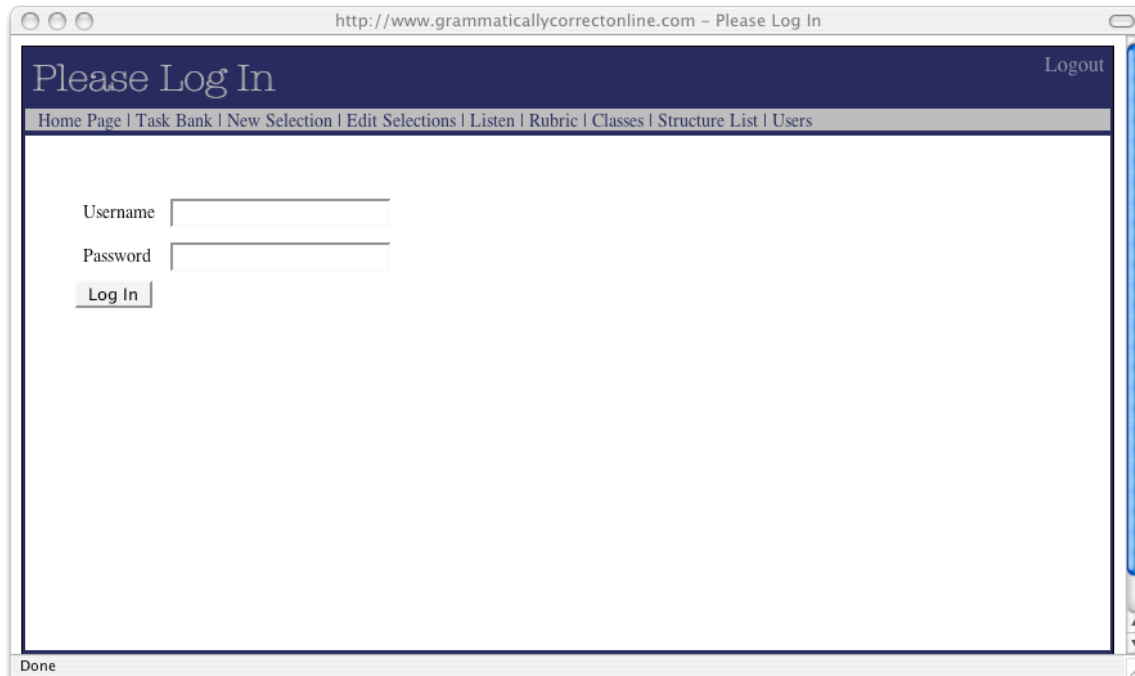 http://www.grammaticallycorrectonline.com – Please Log In
Please Log In
Logout
Home Page | Task Bank | New Selection | Edit Selections | Listen | Rubric | Classes | Structure List | Users
Username
Password
Log In
Done